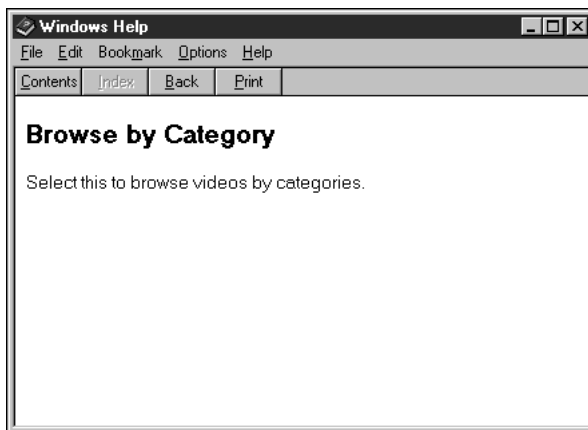 Windows Help
File Edit Bookmark Options Help
Contents Index Back Print
Browse by Category
Select this to browse videos by categories.